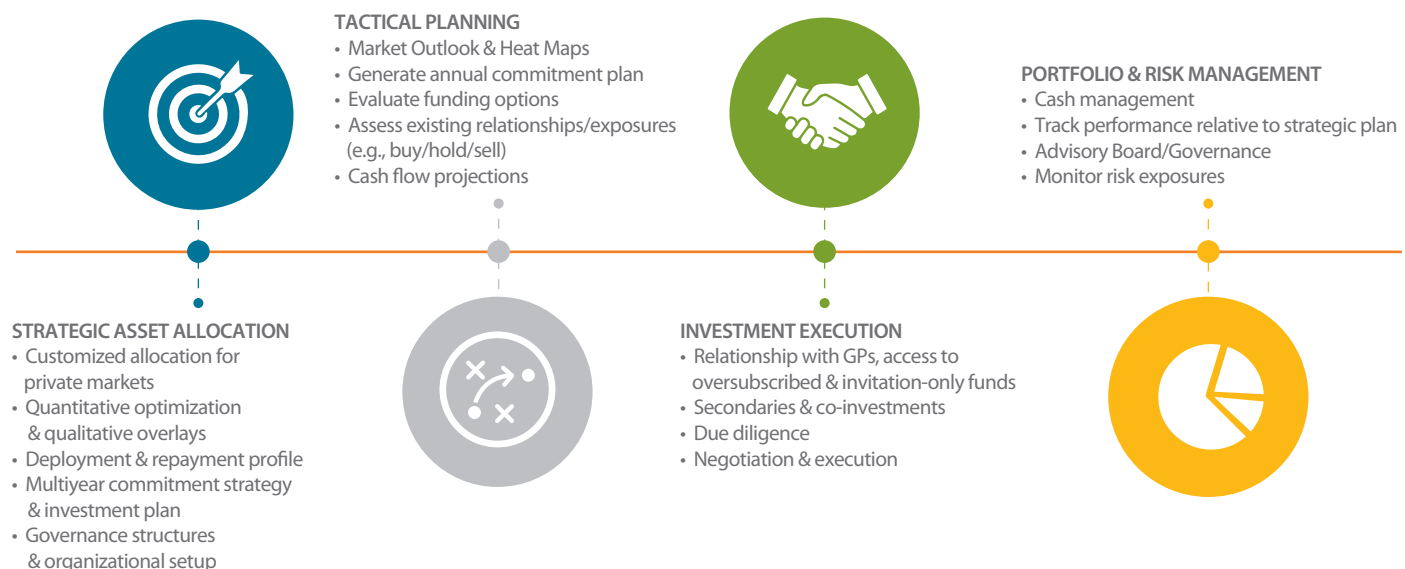 TACTICAL PLANNING
• Market Outlook & Heat Maps
• Generate annual commitment plan
• Evaluate funding options
• Assess existing relationships/exposures
(e.g., buy/hold/sell)
• Cash flow projections
PORTFOLIO & RISK MANAGEMENT
• Cash management
• Track performance relative to strategic plan
• Advisory Board/Governance
• Monitor risk exposures
STRATEGIC ASSET ALLOCATION
• Customized allocation for
private markets
• Quantitative optimization
& qualitative overlays
• Deployment & repayment profile
• Multiyear commitment strategy
& investment plan
• Governance structures
& organizational setup
INVESTMENT EXECUTION
• Relationship with GPs, access to
oversubscribed & invitation-only funds
• Secondaries & co-investments
• Due diligence
• Negotiation & execution